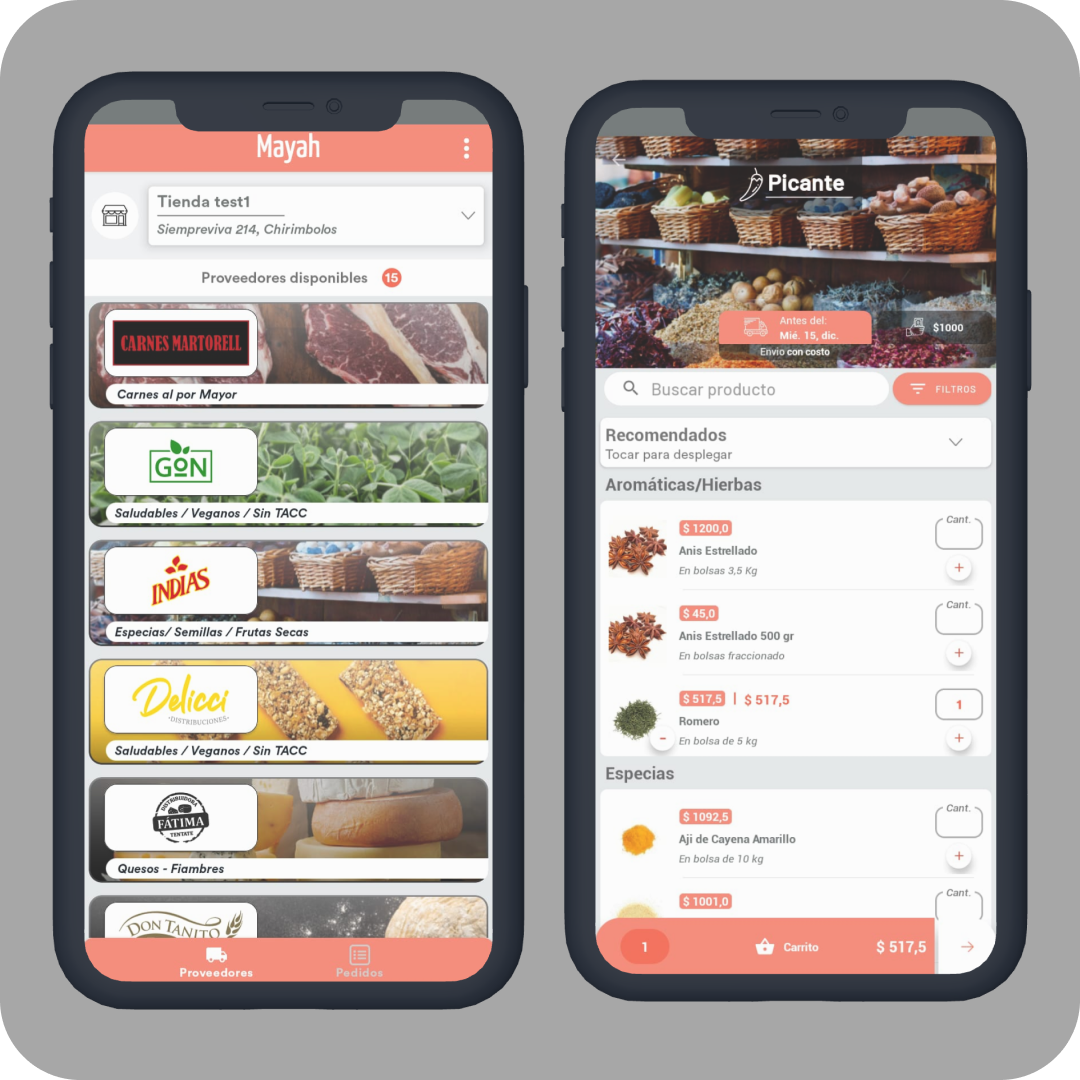 Mayah
Tienda test1
Siempreviva 214, Chirimbolos
Proveedores disponibles 15
CARNES MARTORELL
Carnes al por Mayor
GON
Saludables / Veganos / Sin TACC
INDIAS
Especias/ Semillas / Frutas Secas
Delicci
·DISTRIBUCIONES·
Saludables / Veganos / Sin TACC
DISTRIBUIDORA
FÁTIMA
TENTATE
Quesos - Fiambres
DON TANITO
Proveedores
Pedidos
Picante
Antes del:
Mié. 15, dic.
Envio con costo
$1000
Buscar producto
FILTROS
Recomendados
Tocar para desplegar
Aromáticas/Hierbas
$ 1200,0
Cant.
Anis Estrellado
En bolsas 3,5 Kg
+
$ 45,0
Cant.
Anis Estrellado 500 gr
En bolsas fraccionado
+
$ 517,5 | $ 517,5
1
Romero
-
En bolsa de 5 kg
+
Especias
$ 1092,5
Cant.
Aji de Cayena Amarillo
En bolsa de 10 kg
+
$ 1001,0
Cant.
1
Carrito
$ 517,5